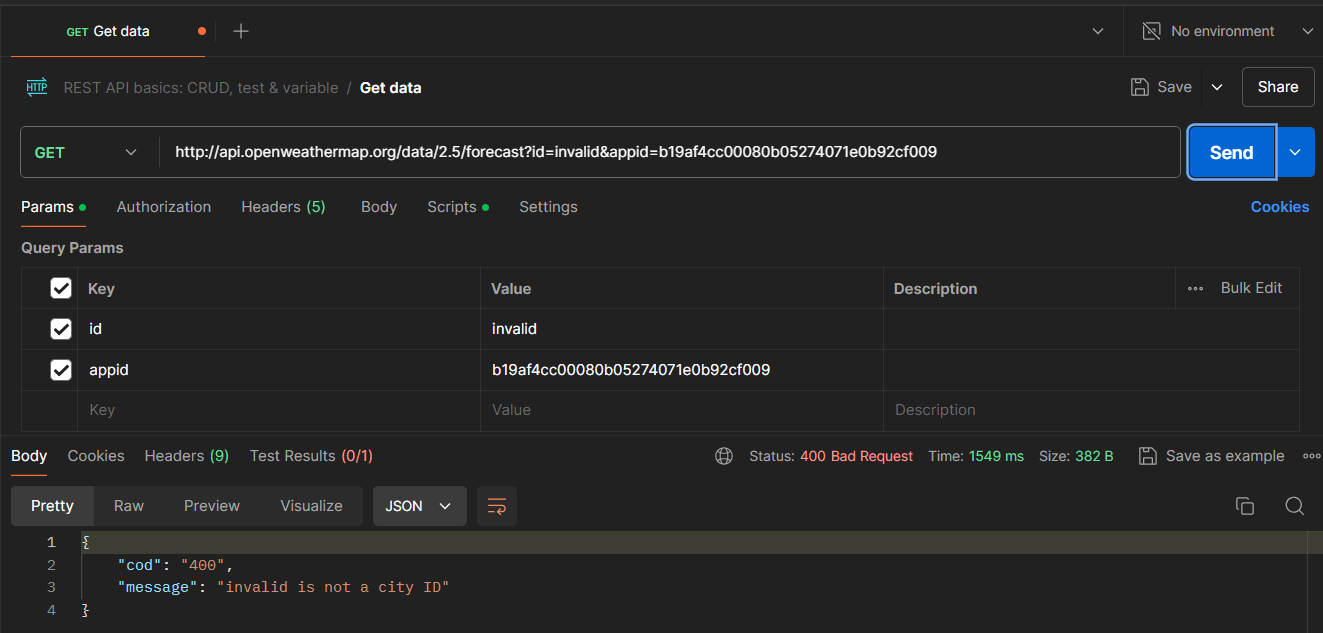 GET Get data
No environment
HTTP REST API basics: CRUD, test & variable / Get data
Save
Share
GET
http://api.openweathermap.org/data/2.5/forecast?id=invalid&appid=b19af4cc00080b05274071e0b92cf009
Send
Params Authorization Headers (5) Body Scripts Settings
Cookies
Query Params
Key Value Description Bulk Edit
id invalid
appid b19af4cc00080b05274071e0b92cf009
Key Value Description
Body Cookies Headers (9) Test Results (0/1)
Status: 400 Bad Request Time: 1549 ms Size: 382 B Save as example
Pretty Raw Preview Visualize JSON
1 {
2 "cod": "400",
3 "message": "invalid is not a city ID"
4 }